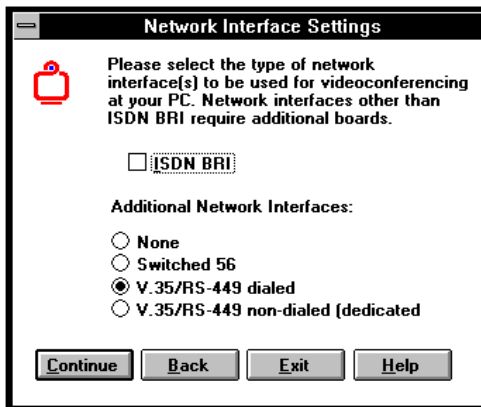 Network Interface Settings
Please select the type of network
interface(s) to be used for videoconferencing
at your PC. Network interfaces other than
ISDN BRI require additional boards.
ISDN BRI
Additional Network Interfaces:
None
Switched 56
V.35/RS-449 dialed
V.35/RS-449 non-dialed (dedicated
Continue Back Exit Help